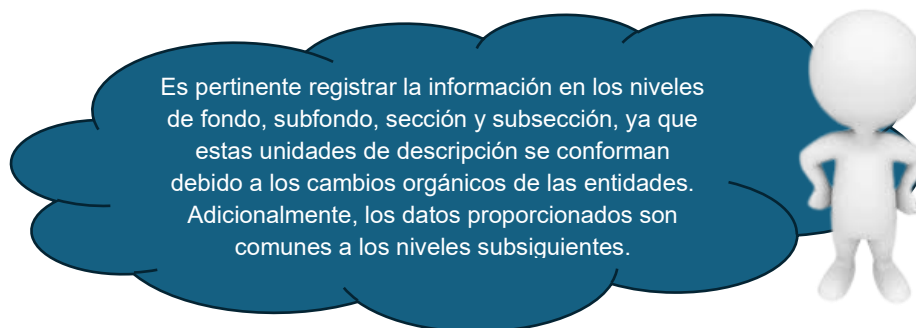 Es pertinente registrar la información en los niveles
de fondo, subfondo, sección y subsección, ya que
estas unidades de descripción se conforman
debido a los cambios orgánicos de las entidades.
Adicionalmente, los datos proporcionados son
comunes a los niveles subsiguientes.